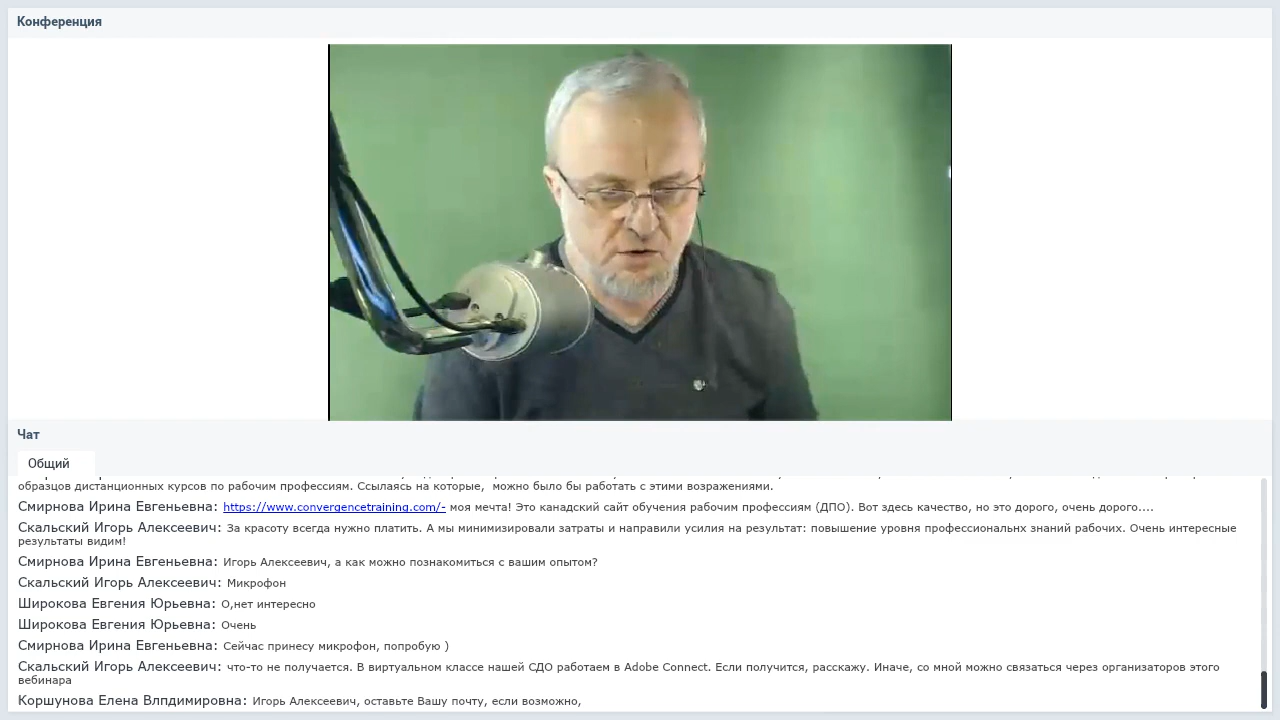 Конференция
Чат
Общий
образцов дистанционных курсов по рабочим профессиям. Ссылаясь на которые,  можно было бы работать с этими возражениями.
Смирнова Ирина Евгеньевна: https://www.convergencetraining.com/- моя мечта! Это канадский сайт обучения рабочим профессиям (ДПО). Вот здесь качество, но это дорого, очень дорого....
Скальский Игорь Алексеевич: За красоту всегда нужно платить. А мы минимизировали затраты и направили усилия на результат: повышение уровня профессиональнх знаний рабочих. Очень интересные
результаты видим!
Смирнова Ирина Евгеньевна: Игорь Алексеевич, а как можно познакомиться с вашим опытом?
Скальский Игорь Алексеевич: Микрофон
Широкова Евгения Юрьевна: О,нет интересно
Широкова Евгения Юрьевна: Очень
Смирнова Ирина Евгеньевна: Сейчас принесу микрофон, попробую )
Скальский Игорь Алексеевич: что-то не получается. В виртуальном классе нашей СДО работаем в Adobe Connect. Если получится, расскажу. Иначе, со мной можно связаться через организаторов этого
вебинара
Коршунова Елена Влпдимировна: Игорь Алексеевич, оставьте Вашу почту, если возможно,